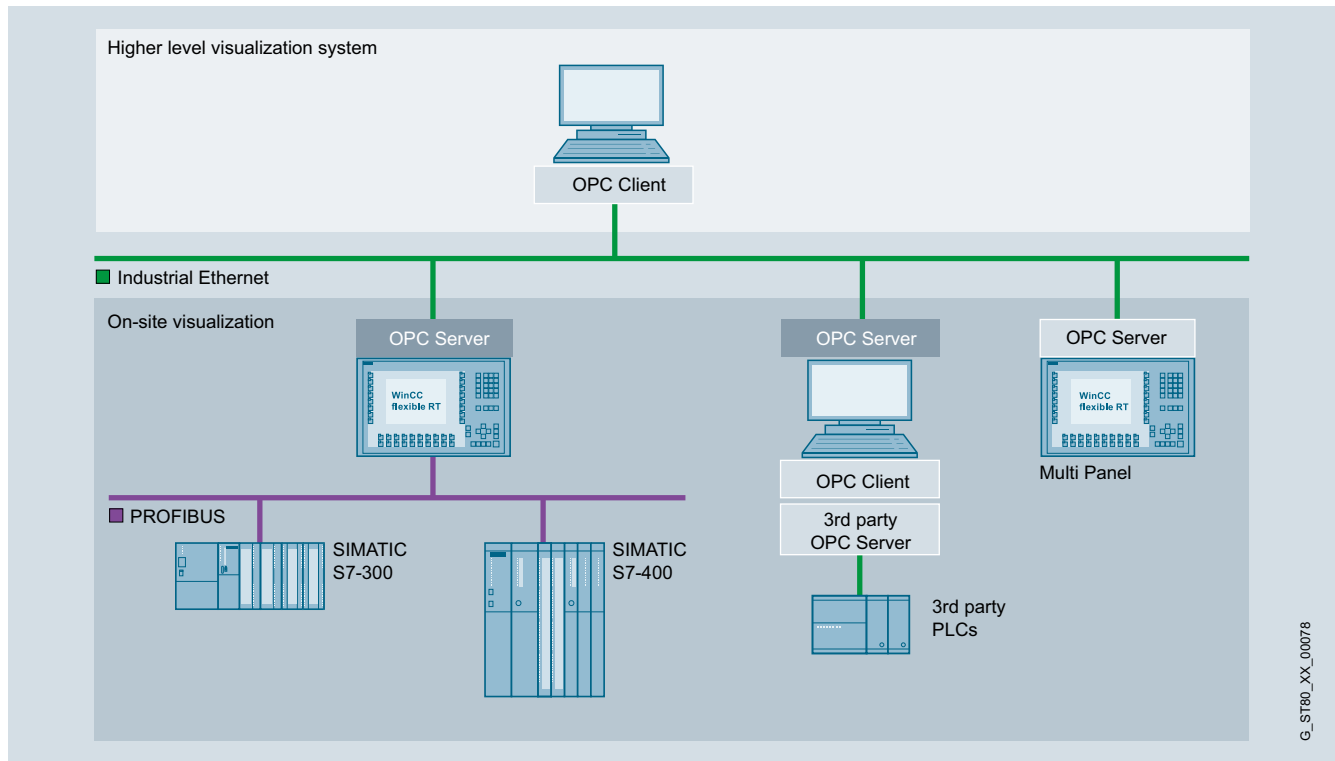 Higher level visualization system
OPC Client
Industrial Ethernet
On-site visualization
OPC Server
OPC Server
OPC Server
WinCC
flexible RT
WinCC
flexible RT
Multi Panel
OPC Client
3rd party
OPC Server
PROFIBUS
SIMATIC
S7-300
SIMATIC
S7-400
3rd party
PLCs
G_ST80_XX_00078